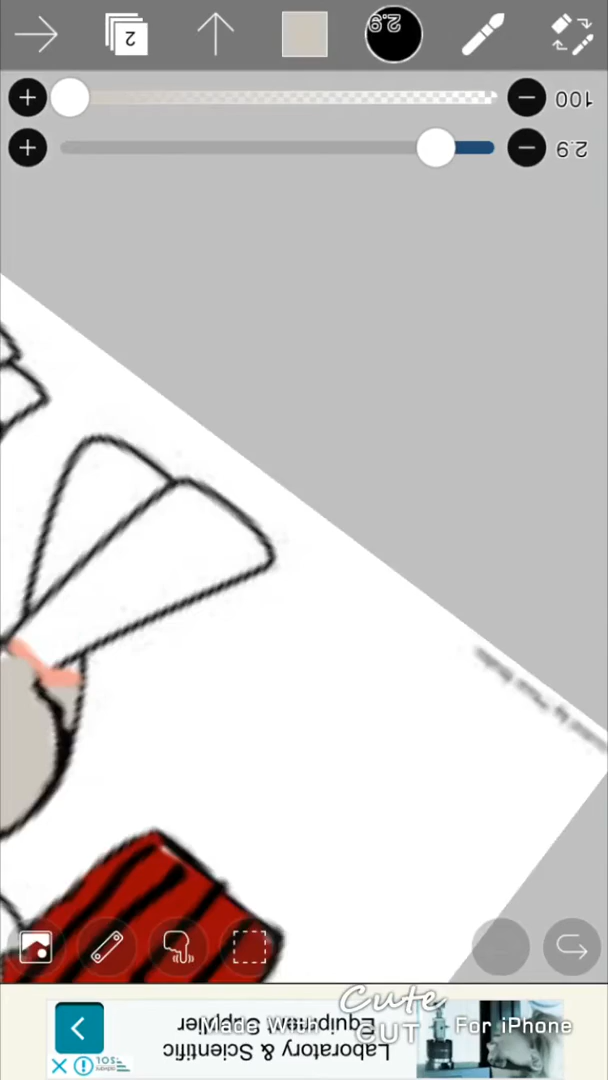 2
2.9
100
2.9
Laboratory & Scientific
Equipment Supplier
Made With Cute CUT For iPhone